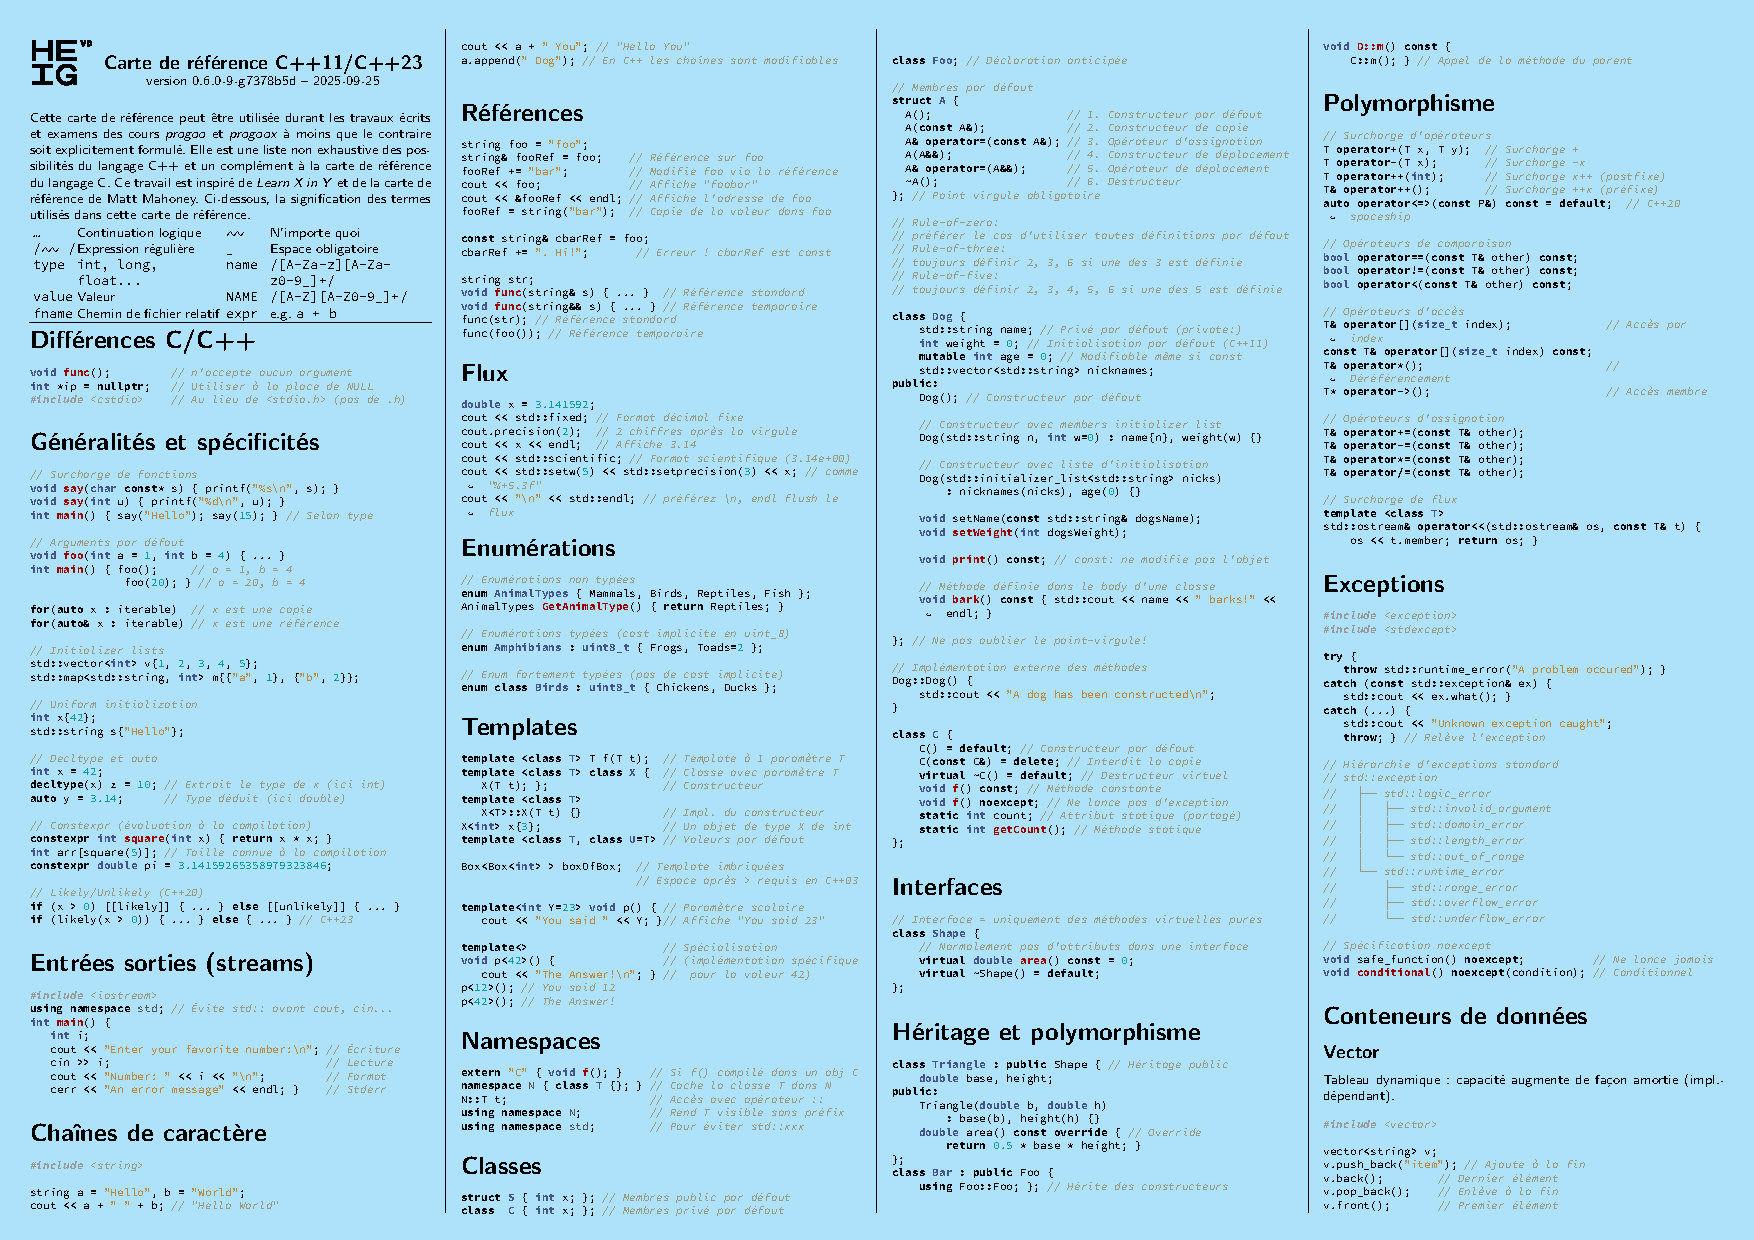 HE VD
IG
Carte de référence C++11/C++23
version 0.6.0-9-g7378b5d – 2025-09-25
Cette carte de référence peut être utilisée durant les travaux écrits
et examens des cours progoo et progoox à moins que le contraire
soit explicitement formulé. Elle est une liste non exhaustive des pos-
sibilités du langage C++ et un complément à la carte de référence
du langage C. Ce travail est inspiré de Learn X in Y et de la carte de
référence de Matt Mahoney. Ci-dessous, la signification des termes
utilisés dans cette carte de référence.
… Continuation logique ∿∿ N'importe quoi
/∿∿ / Expression régulière _ Espace obligatoire
type int, long, name /[A-Za-z][A-Za-
float... z0-9_]+/
value Valeur NAME /[A-Z][A-Z0-9_]+/
fname Chemin de fichier relatif expr e.g. a + b
Différences C/C++
void func(); // n'accepte aucun argument
int *ip = nullptr; // Utiliser à la place de NULL
#include <cstdio> // Au lieu de <stdio.h> (pas de .h)
Généralités et spécificités
// Surcharge de fonctions
void say(char const* s) { printf("%s\n", s); }
void say(int u) { printf("%d\n", u); }
int main() { say("Hello"); say(15); } // Selon type
// Arguments par défaut
void foo(int a = 1, int b = 4) { ... }
int main() { foo(); // a = 1, b = 4
foo(20); } // a = 20, b = 4
for(auto x : iterable) // x est une copie
for(auto& x : iterable) // x est une référence
// Initializer lists
std::vector<int> v{1, 2, 3, 4, 5};
std::map<std::string, int> m{{"a", 1}, {"b", 2}};
// Uniform initialization
int x{42};
std::string s{"Hello"};
// Decltype et auto
int x = 42;
decltype(x) z = 10; // Extrait le type de x (ici int)
auto y = 3.14; // Type déduit (ici double)
// Constexpr (évaluation à la compilation)
constexpr int square(int x) { return x * x; }
int arr[square(5)]; // Taille connue à la compilation
constexpr double pi = 3.14159265358979323846;
// Likely/Unlikely (C++20)
if (x > 0) [[likely]] { ... } else [[unlikely]] { ... }
if (likely(x > 0)) { ... } else { ... } // C++23
Entrées sorties (streams)
#include <iostream>
using namespace std; // Évite std:: avant cout, cin...
int main() {
int i;
cout << "Enter your favorite number:\n"; // Écriture
cin >> i; // Lecture
cout << "Number: " << i << "\n"; // Format
cerr << "An error message" << endl; } // Stderr
Chaînes de caractère
#include <string>
string a = "Hello", b = "World";
cout << a + " " + b; // "Hello World"
cout << a + " You"; // "Hello You"
a.append(" Dog"); // En C++ les chaînes sont modifiables
Références
string foo = "foo";
string& fooRef = foo; // Référence sur foo
fooRef += "bar"; // Modifie foo via la référence
cout << foo; // Affiche "foobar"
cout << &fooRef << endl; // Affiche l'adresse de foo
fooRef = string("bar"); // Copie de la valeur dans foo
const string& cbarRef = foo;
cbarRef += ". Hi!"; // Erreur ! cbarRef est const
string str;
void func(string& s) { ... } // Référence standard
void func(string&& s) { ... } // Référence temporaire
func(str); // Référence standard
func(foo()); // Référence temporaire
Flux
double x = 3.141592;
cout << std::fixed; // Format décimal fixe
cout.precision(2); // 2 chiffres après la virgule
cout << x << endl; // Affiche 3.14
cout << std::scientific; // Format scientifique (3.14e+00)
cout << std::setw(5) << std::setprecision(3) << x; // comme
↪ "%+5.3f"
cout << "\n" << std::endl; // préférez \n, endl flush le
↪ flux
Enumérations
// Enumérations non typées
enum AnimalTypes { Mammals, Birds, Reptiles, Fish };
AnimalTypes GetAnimalType() { return Reptiles; }
// Enumérations typées (cast implicite en uint_8)
enum Amphibians : uint8_t { Frogs, Toads=2 };
// Enum fortement typées (pas de cast implicite)
enum class Birds : uint8_t { Chickens, Ducks };
Templates
template <class T> T f(T t); // Template à 1 paramètre T
template <class T> class X { // Classe avec paramètre T
X(T t); }; // Constructeur
template <class T>
X<T>::X(T t) {} // Impl. du constructeur
X<int> x{3}; // Un objet de type X de int
template <class T, class U=T> // Valeurs par défaut
Box<Box<int> > boxOfBox; // Template imbriquées
// Espace après > requis en C++03
template<int Y=23> void p() { // Paramètre scalaire
cout << "You said " << Y; }// Affiche "You said 23"
template<> // Spécialisation
void p<42>() { // (implémentation spécifique
cout << "The Answer!\n"; } // pour la valeur 42)
p<12>(); // You said 12
p<42>(); // The Answer!
Namespaces
extern "C" { void f(); } // Si f() compilé dans un obj C
namespace N { class T {}; } // Cache la classe T dans N
N::T t; // Accès avec opérateur ::
using namespace N; // Rend T visible sans préfix
using namespace std; // Pour éviter std::xxx
Classes
struct S { int x; }; // Membres public par défaut
class C { int x; }; // Membres privé par défaut
class Foo; // Déclaration anticipée
// Membres par défaut
struct A {
A(); // 1. Constructeur par défaut
A(const A&); // 2. Constructeur de copie
A& operator=(const A&); // 3. Opérateur d'assignation
A(A&&); // 4. Constructeur de déplacement
A& operator=(A&&); // 5. Opérateur de déplacement
~A(); // 6. Destructeur
}; // Point virgule obligatoire
// Rule-of-zero:
// préférer le cas d'utiliser toutes définitions par défaut
// Rule-of-three:
// toujours définir 2, 3, 6 si une des 3 est définie
// Rule-of-five:
// toujours définir 2, 3, 4, 5, 6 si une des 5 est définie
class Dog {
std::string name; // Privé par défaut (private:)
int weight = 0; // Initialisation par défaut (C++11)
mutable int age = 0; // Modifiable même si const
std::vector<std::string> nicknames;
public:
Dog(); // Constructeur par défaut
// Constructeur avec members initializer list
Dog(std::string n, int w=0) : name{n}, weight(w) {}
// Constructeur avec liste d'initialisation
Dog(std::initializer_list<std::string> nicks)
: nicknames(nicks), age(0) {}
void setName(const std::string& dogsName);
void setWeight(int dogsWeight);
void print() const; // const: ne modifie pas l'objet
// Méthode définie dans le body d'une classe
void bark() const { std::cout << name << " barks!" <<
↪ endl; }
}; // Ne pas oublier le point-virgule!
// Implémentation externe des méthodes
Dog::Dog() {
std::cout << "A dog has been constructed\n";
}
class C {
C() = default; // Constructeur par défaut
C(const C&) = delete; // Interdit la copie
virtual ~C() = default; // Destructeur virtuel
void f() const; // Méthode constante
void f() noexcept; // Ne lance pas d'exception
static int count; // Attribut statique (partagé)
static int getCount(); // Méthode statique
};
Interfaces
// Interface = uniquement des méthodes virtuelles pures
class Shape {
// Normalement pas d'attributs dans une interface
virtual double area() const = 0;
virtual ~Shape() = default;
};
Héritage et polymorphisme
class Triangle : public Shape { // Héritage public
double base, height;
public:
Triangle(double b, double h)
: base(b), height(h) {}
double area() const override { // Override
return 0.5 * base * height; }
};
class Bar : public Foo {
using Foo::Foo; }; // Hérite des constructeurs
void D::m() const {
C::m(); } // Appel de la méthode du parent
Polymorphisme
// Surcharge d'opérateurs
T operator+(T x, T y); // Surcharge +
T operator-(T x); // Surcharge -x
T operator++(int); // Surcharge x++ (postfixe)
T& operator++(); // Surcharge ++x (préfixe)
auto operator<=>(const P&) const = default; // C++20
↪ spaceship
// Opérateurs de comparaison
bool operator==(const T& other) const;
bool operator!=(const T& other) const;
bool operator<(const T& other) const;
// Opérateurs d'accès
T& operator[](size_t index); // Accès par
↪ index
const T& operator[](size_t index) const;
T& operator*(); //
↪ Déréférencement
T* operator->(); // Accès membre
// Opérateurs d'assignation
T& operator+=(const T& other);
T& operator-=(const T& other);
T& operator*=(const T& other);
T& operator/=(const T& other);
// Surcharge de flux
template <class T>
std::ostream& operator<<(std::ostream& os, const T& t) {
os << t.member; return os; }
Exceptions
#include <exception>
#include <stdexcept>
try {
throw std::runtime_error("A problem occured"); }
catch (const std::exception& ex) {
std::cout << ex.what(); }
catch (...) {
std::cout << "Unknown exception caught";
throw; } // Relève l'exception
// Hiérarchie d'exceptions standard
// std::exception
// ├── std::logic_error
// │ ├── std::invalid_argument
// │ ├── std::domain_error
// │ ├── std::length_error
// │ └── std::out_of_range
// └── std::runtime_error
// ├── std::range_error
// ├── std::overflow_error
// └── std::underflow_error
// Spécification noexcept
void safe_function() noexcept; // Ne lance jamais
void conditional() noexcept(condition); // Conditionnel
Conteneurs de données
Vector
Tableau dynamique : capacité augmente de façon amortie (impl.-
dépendant).
#include <vector>
vector<string> v;
v.push_back("item"); // Ajoute à la fin
v.back(); // Dernier élément
v.pop_back(); // Enlève à la fin
v.front(); // Premier élément